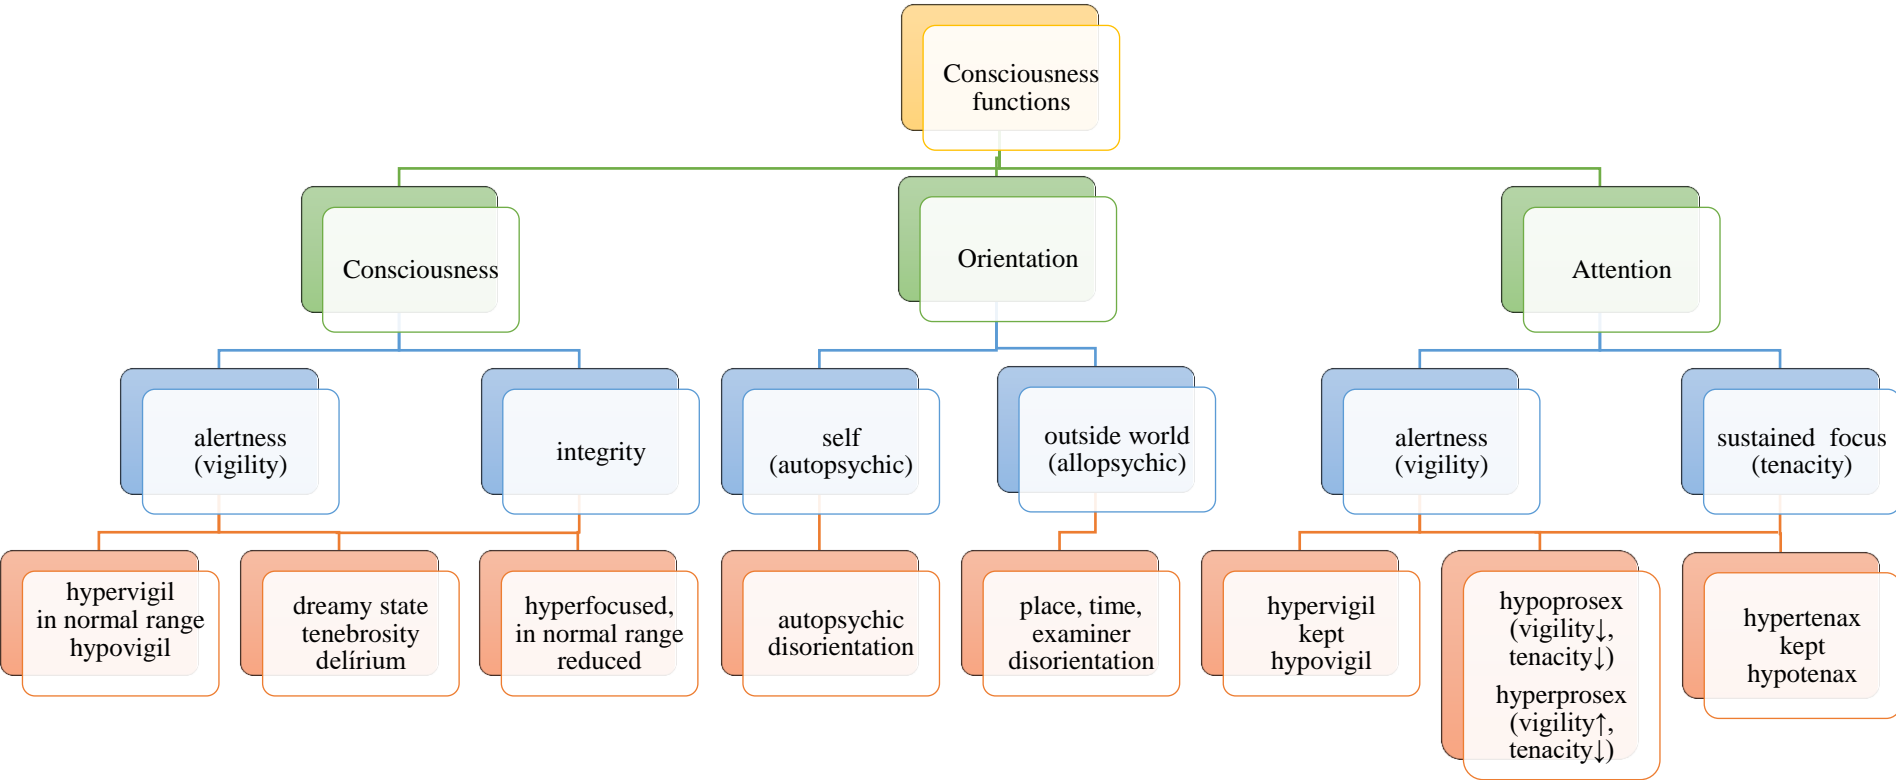 Consciousness
functions
Consciousness
Orientation
Attention
alertness
(vigility)
integrity
self
(autopsychic)
outside world
(allopsychic)
alertness
(vigility)
sustained focus
(tenacity)
hypervigil
in normal range
hypovigil
dreamy state
tenebrosity
delírium
hyperfocused,
in normal range
reduced
autopsychic
disorientation
place, time,
examiner
disorientation
hypervigil
kept
hypovigil
hypoprosex
(vigility↓,
tenacity↓)
hyperprosex
(vigility↑,
tenacity↓)
hypertenax
kept
hypotenax